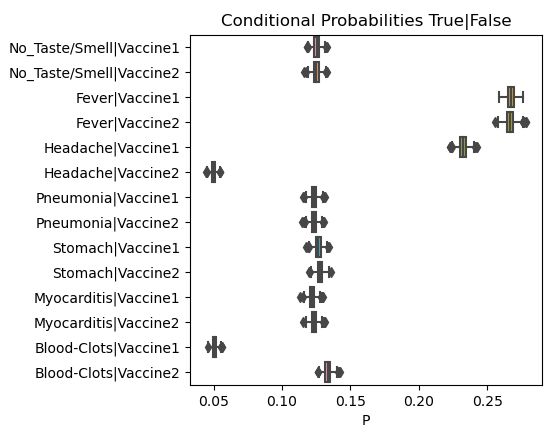 Conditional Probabilities True|False
No_Taste/Smell|Vaccine1
No_Taste/Smell|Vaccine2
Fever|Vaccine1
Fever|Vaccine2
Headache|Vaccine1
Headache|Vaccine2
Pneumonia|Vaccine1
Pneumonia|Vaccine2
Stomach|Vaccine1
Stomach|Vaccine2
Myocarditis|Vaccine1
Myocarditis|Vaccine2
Blood-Clots|Vaccine1
Blood-Clots|Vaccine2
0.05 0.10 0.15 0.20 0.25
P